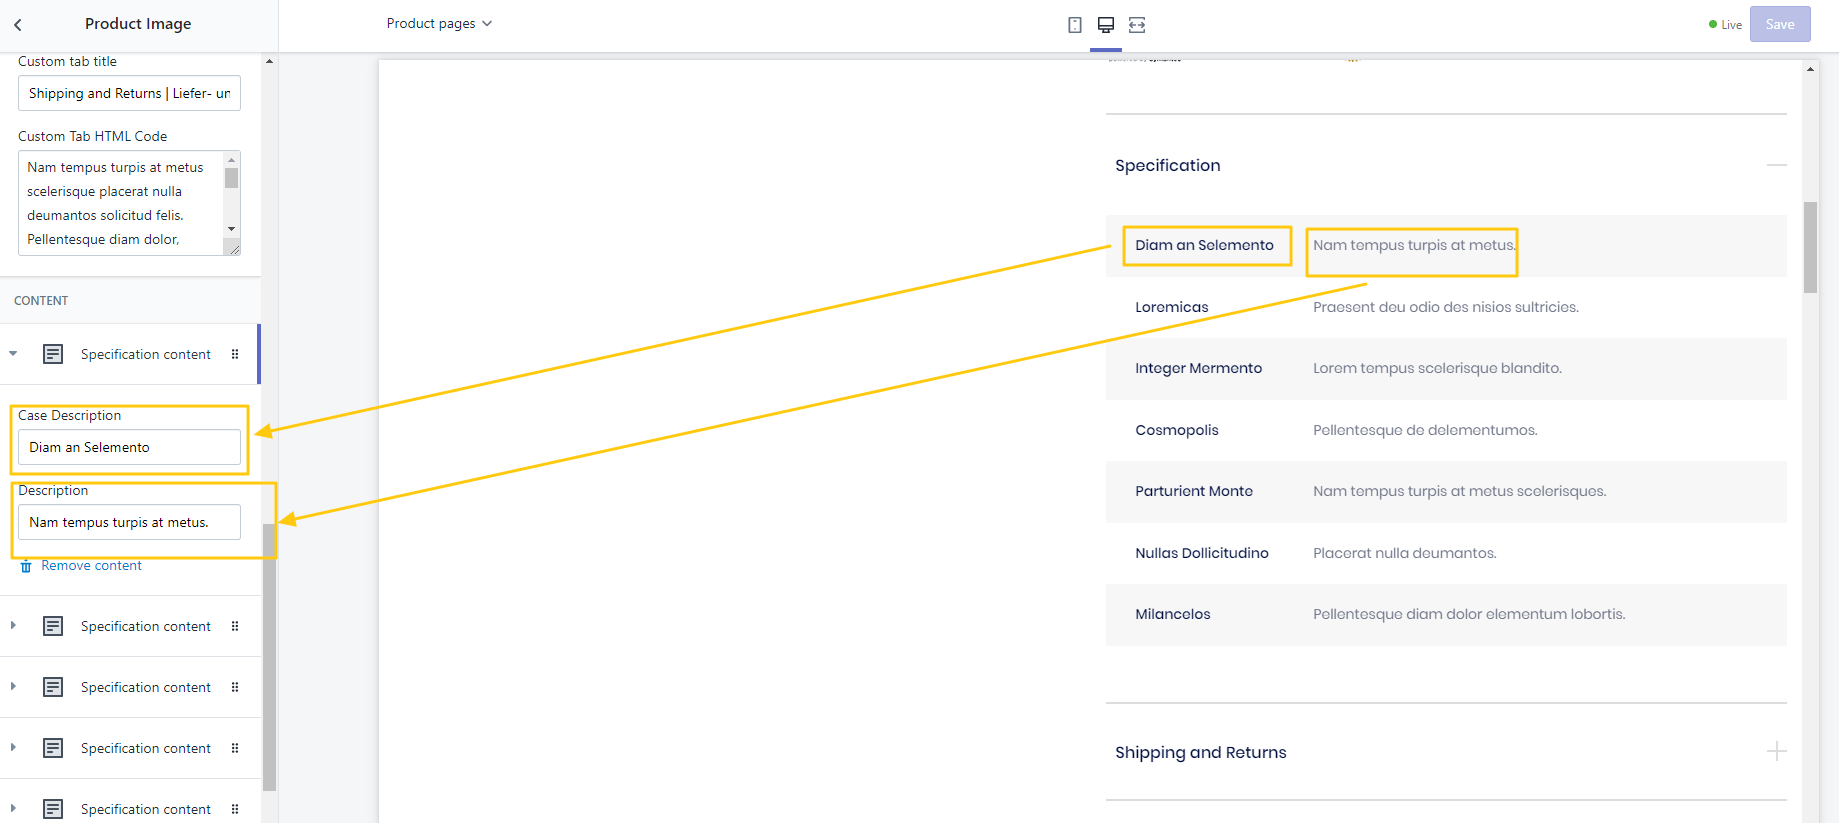 Product Image
Product pages
Live
Save
Custom tab title
Shipping and Returns | Liefer- un
Custom Tab HTML Code
Nam tempus turpis at metus
scelerisque placerat nulla
deumantos solicitud felis.
Pellentesque diam dolor,
CONTENT
Specification content
Case Description
Diam an Selemento
Description
Nam tempus turpis at metus.
Remove content
Specification content
Specification content
Specification content
Specification content
Specification
Diam an Selemento Nam tempus turpis at metus.
Loremicas Praesent deu odio des nisios sultricies.
Integer Mermento Lorem tempus scelerisque blandito.
Cosmopolis Pellentesque de delementumos.
Parturient Monte Nam tempus turpis at metus scelerisques.
Nullas Dollicitudino Placerat nulla deumantos.
Milancelos Pellentesque diam dolor elementum lobortis.
Shipping and Returns